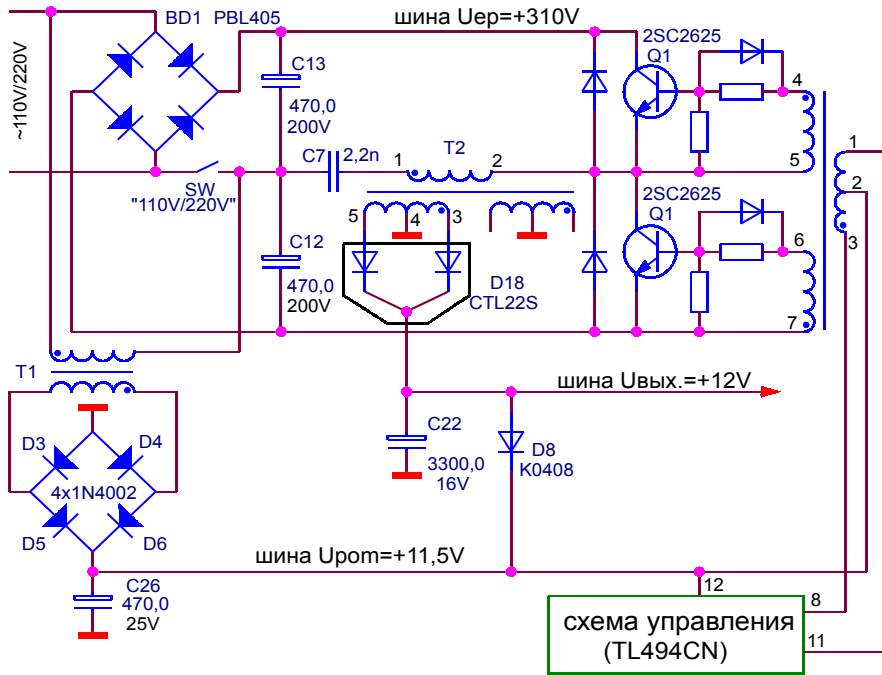 BD1 PBL405
шина Uep=+310V
~110V/220V
C13
470,0
200V
2SC2625
Q1
4
5
C7 2,2n
1
T2
2
SW
"110V/220V"
5
4
3
1
2
3
2SC2625
Q1
6
7
C12
470,0
200V
D18
CTL22S
T1
шина Uвых.=+12V
D3
D4
4x1N4002
D5
D6
C22
3300,0
16V
D8
K0408
шина Upom=+11,5V
C26
470,0
25V
12
8
11
схема управления
(TL494CN)